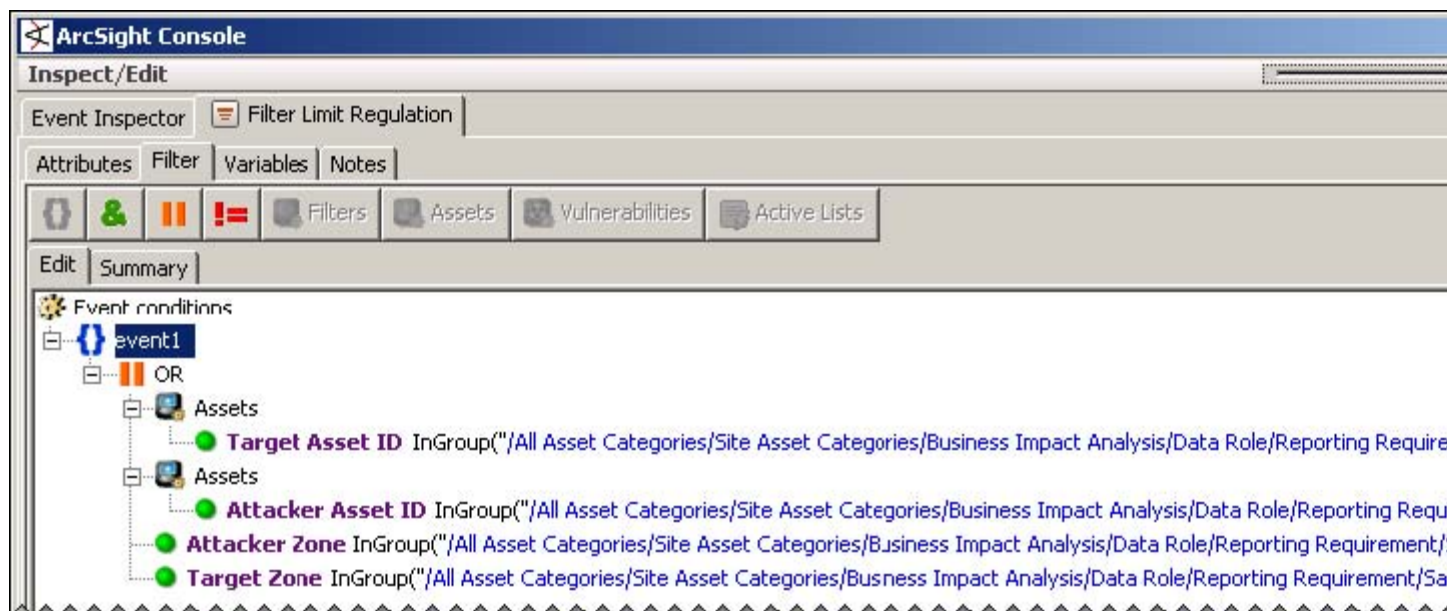 ArcSight Console
Inspect/Edit
Event Inspector Filter Limit Regulation
Attributes Filter Variables Notes
{} & || != Filters Assets Vulnerabilities Active Lists
Edit Summary
Event conditions
{} event1
|| OR
Assets
Target Asset ID InGroup("/All Asset Categories/Site Asset Categories/Business Impact Analysis/Data Role/Reporting Require
Assets
Attacker Asset ID InGroup("/All Asset Categories/Site Asset Categories/Business Impact Analysis/Data Role/Reporting Requ
Attacker Zone InGroup("/All Asset Categories/Site Asset Categories/Business Impact Analysis/Data Role/Reporting Requirement/
Target Zone InGroup("/All Asset Categories/Site Asset Categories/Busness Impact Analysis/Data Role/Reporting Requirement/Sa